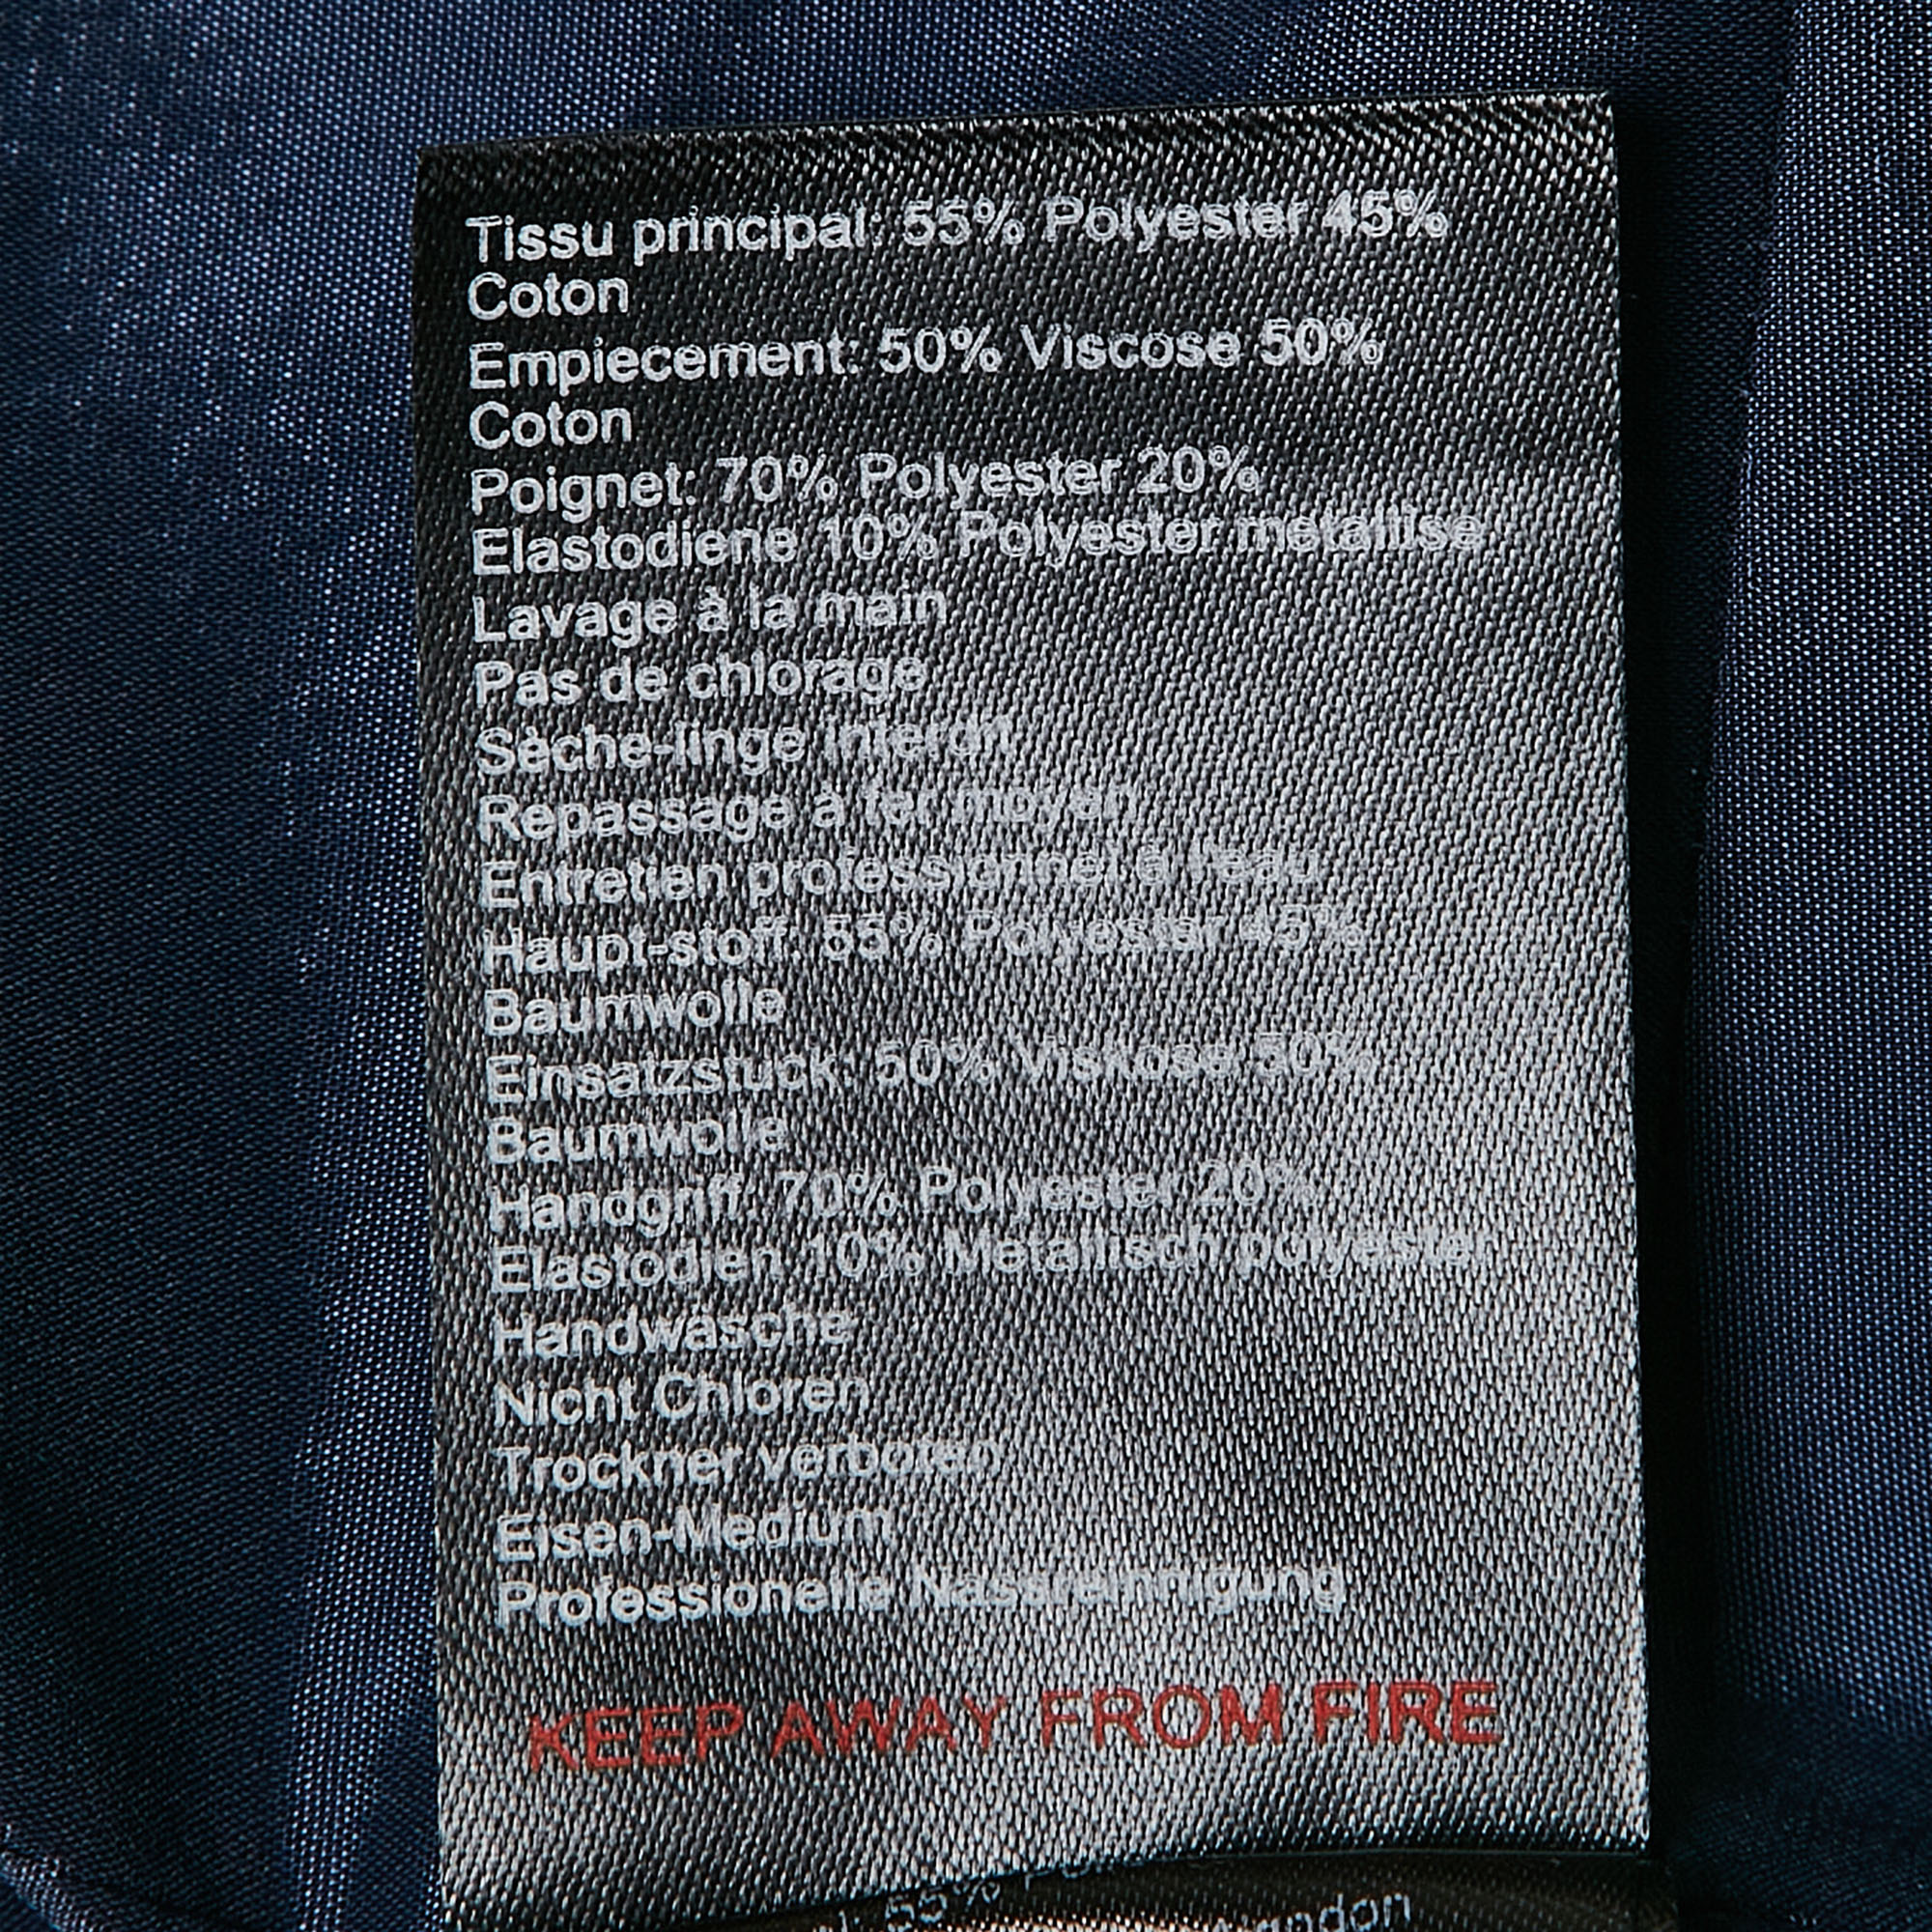 Tissu principal: 55% Polyester 45%
Coton
Empiecement: 50% Viscose 50%
Coton
Poignet: 70% Polyester 20%
Elastodiene 10% Polyester metallise
Lavage à la main
Pas de chlorage
Sèche-linge interdit
Repassage à fer moyen
Entretien professionnel à l'eau
Haupt-stoff: 55% Polyester 45%
Baumwolle
Einsatzstuck: 50% Viskose 50%
Baumwolle
Handgriff: 70% Polyester 20%
Elastodien 10% Metallisch polyester
Handwäsche
Nicht Chloren
Trockner verboten
Eisen-Medium
Professionelle Nassreinnigung
KEEP AWAY FROM FIRE
55%